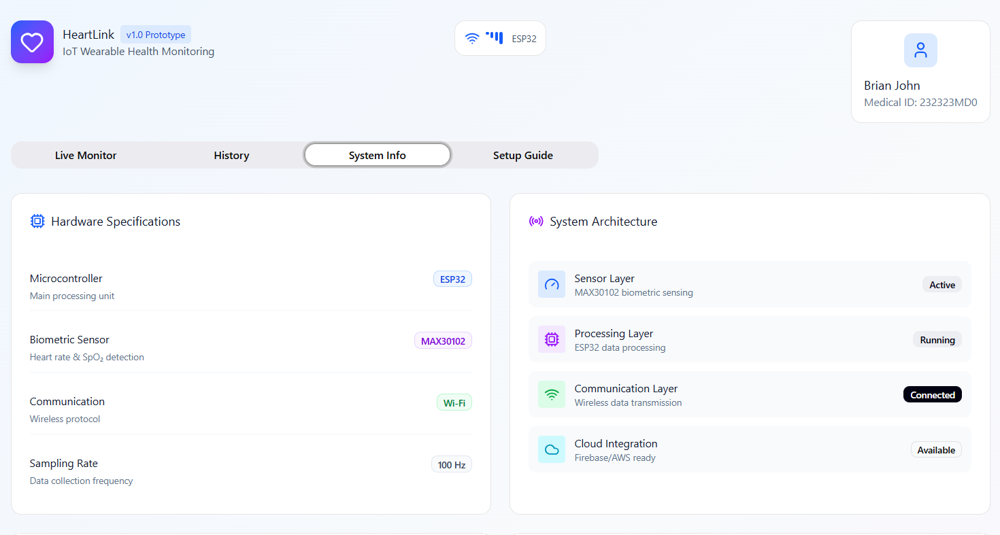 HeartLink v1.0 Prototype
IoT Wearable Health Monitoring
ESP32
Brian John
Medical ID: 232323MD0
Live Monitor History System Info Setup Guide
Hardware Specifications
Microcontroller ESP32
Main processing unit
Biometric Sensor MAX30102
Heart rate & SpO₂ detection
Communication Wi-Fi
Wireless protocol
Sampling Rate 100 Hz
Data collection frequency
System Architecture
Sensor Layer
MAX30102 biometric sensing
Active
Processing Layer
ESP32 data processing
Running
Communication Layer
Wireless data transmission
Connected
Cloud Integration
Firebase/AWS ready
Available